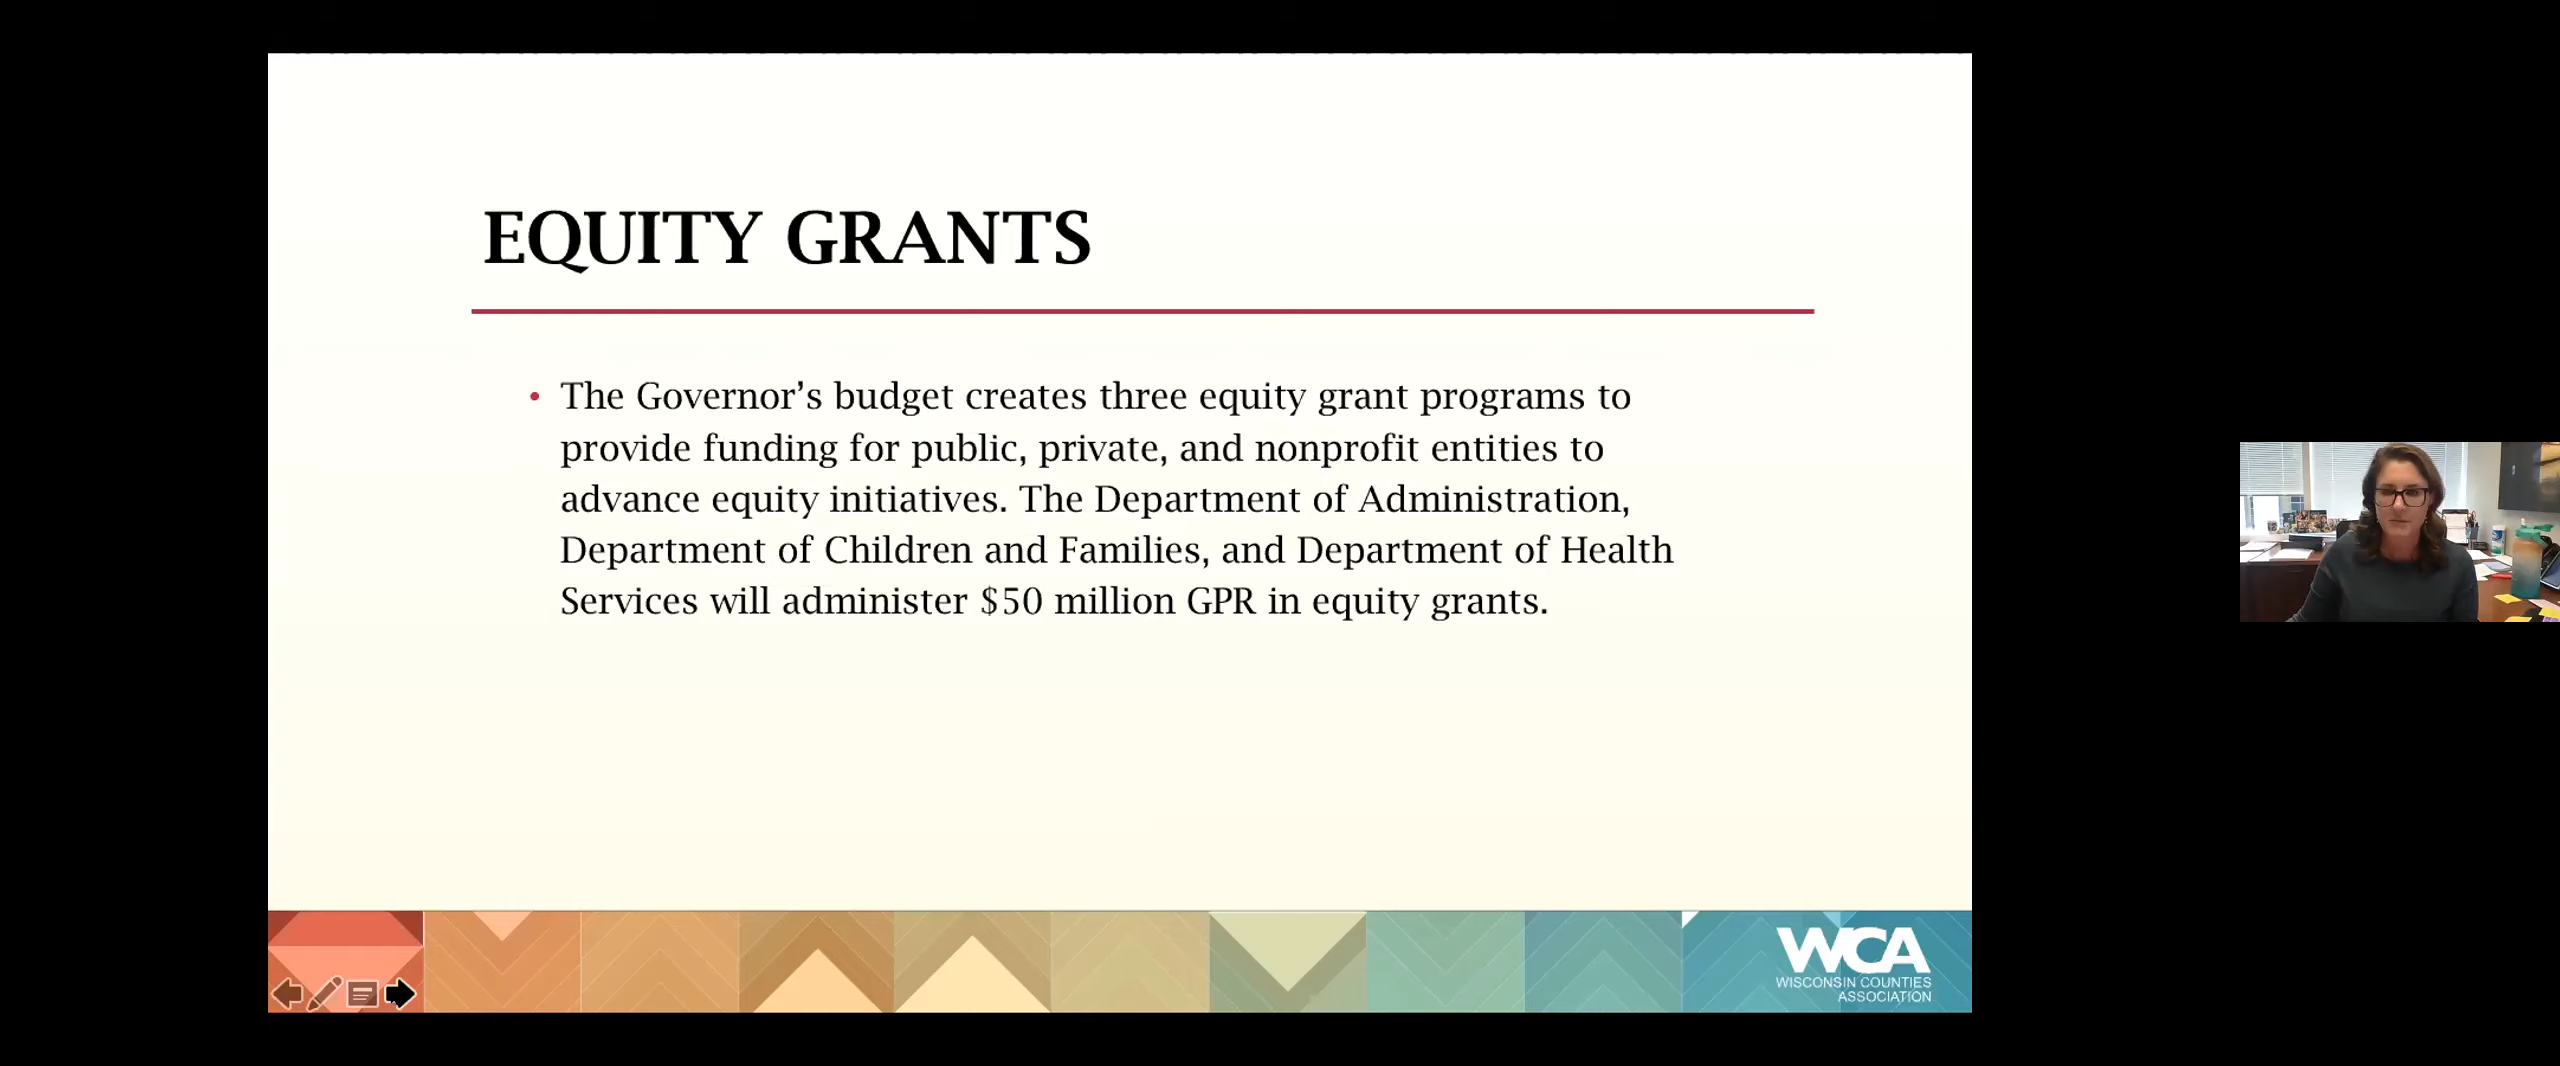 EQUITY GRANTS
• The Governor’s budget creates three equity grant programs to
provide funding for public, private, and nonprofit entities to
advance equity initiatives. The Department of Administration,
Department of Children and Families, and Department of Health
Services will administer $50 million GPR in equity grants.
WCA
WISCONSIN COUNTIES
ASSOCIATION